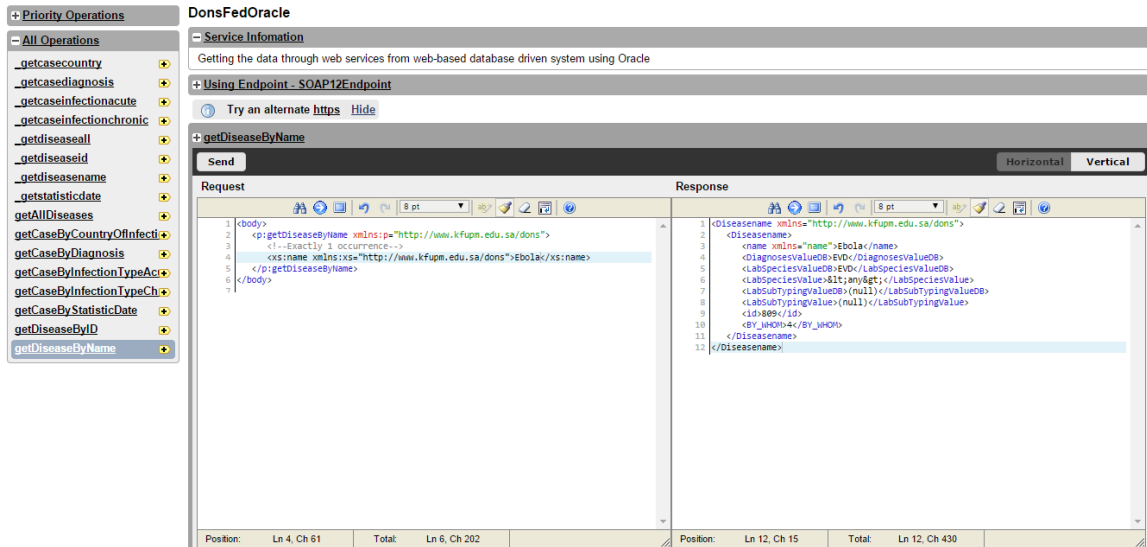 Priority Operations
All Operations
_getcasecountry
_getcasediagnosis
_getcaseinfectionacute
_getcaseinfectionchronic
_getdiseaseall
_getdiseaseid
_getdiseasename
_getstatisticdate
getAllDiseases
getCaseByCountryOfInfecti
getCaseByDiagnosis
getCaseByInfectionTypeAc
getCaseByInfectionTypeCh
getCaseByStatisticDate
getDiseaseByID
getDiseaseByName
DonsFedOracle
Service Infomation
Getting the data through web services from web-based database driven system using Oracle
Using Endpoint - SOAP12Endpoint
Try an alternate https Hide
getDiseaseByName
Send Horizontal Vertical
Request
8 pt
1 <body>
2 <p:getDiseaseByName xmlns:p="http://www.kfupm.edu.sa/dons">
3 <!--Exactly 1 occurrence-->
4 <xs:name xmlns:xs="http://www.kfupm.edu.sa/dons">Ebola</xs:name>
5 </p:getDiseaseByName>
6 </body>
7
Position: Ln 4, Ch 61 Total: Ln 6, Ch 202
Response
8 pt
1 <Diseasename xmlns="http://www.kfupm.edu.sa/dons">
2 <Diseasename>
3 <name xmlns="name">Ebola</name>
4 <DiagnosesValueDB>EVD</DiagnosesValueDB>
5 <LabSpeciesValueDB>EVD</LabSpeciesValueDB>
6 <LabSpeciesValue>&lt;any&gt;</LabSpeciesValue>
7 <LabSubTypingValueDB>(null)</LabSubTypingValueDB>
8 <LabSubTypingValue>(null)</LabSubTypingValue>
9 <id>809</id>
10 <BY_WHOM>4</BY_WHOM>
11 </Diseasename>
12 </Diseasename>
Position: Ln 12, Ch 15 Total: Ln 12, Ch 430